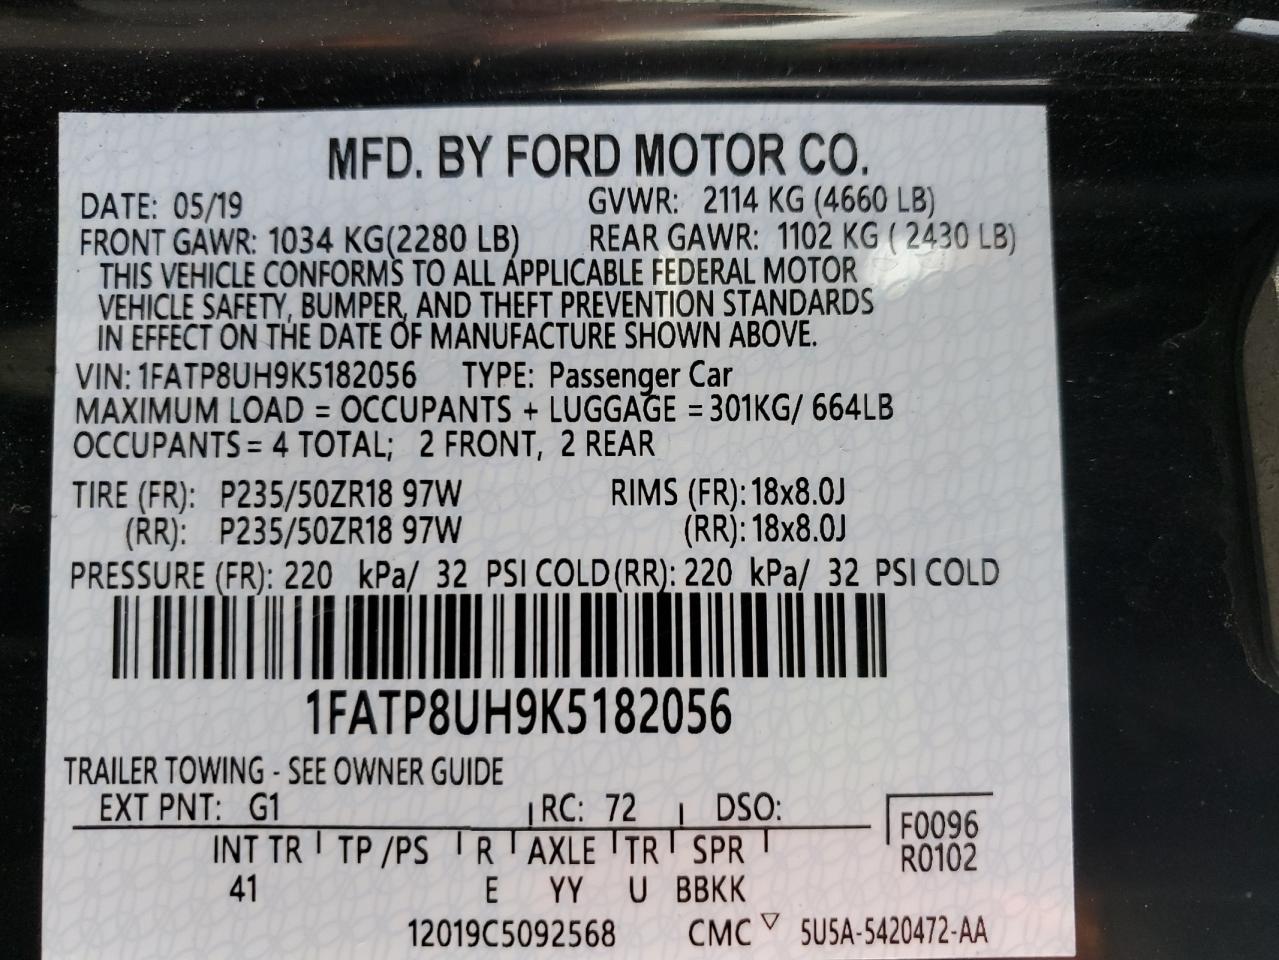 MFD. BY FORD MOTOR CO.
DATE: 05/19 GVWR: 2114 KG (4660 LB)
FRONT GAWR: 1034 KG(2280 LB) REAR GAWR: 1102 KG ( 2430 LB)
THIS VEHICLE CONFORMS TO ALL APPLICABLE FEDERAL MOTOR
VEHICLE SAFETY, BUMPER, AND THEFT PREVENTION STANDARDS
IN EFFECT ON THE DATE OF MANUFACTURE SHOWN ABOVE.
VIN: 1FATP8UH9K5182056 TYPE: Passenger Car
MAXIMUM LOAD = OCCUPANTS + LUGGAGE = 301KG/ 664LB
OCCUPANTS = 4 TOTAL; 2 FRONT, 2 REAR
TIRE (FR): P235/50ZR18 97W RIMS (FR): 18x8.0J
(RR): P235/50ZR18 97W (RR): 18x8.0J
PRESSURE (FR): 220 kPa/ 32 PSI COLD(RR): 220 kPa/ 32 PSI COLD
1FATP8UH9K5182056
TRAILER TOWING - SEE OWNER GUIDE
EXT PNT: G1 RC: 72 DSO:
F0096
INT TR TP /PS R AXLE TR SPR
R0102
41 E YY U BBKK
12019C5092568 CMC ▽ 5U5A-5420472-AA